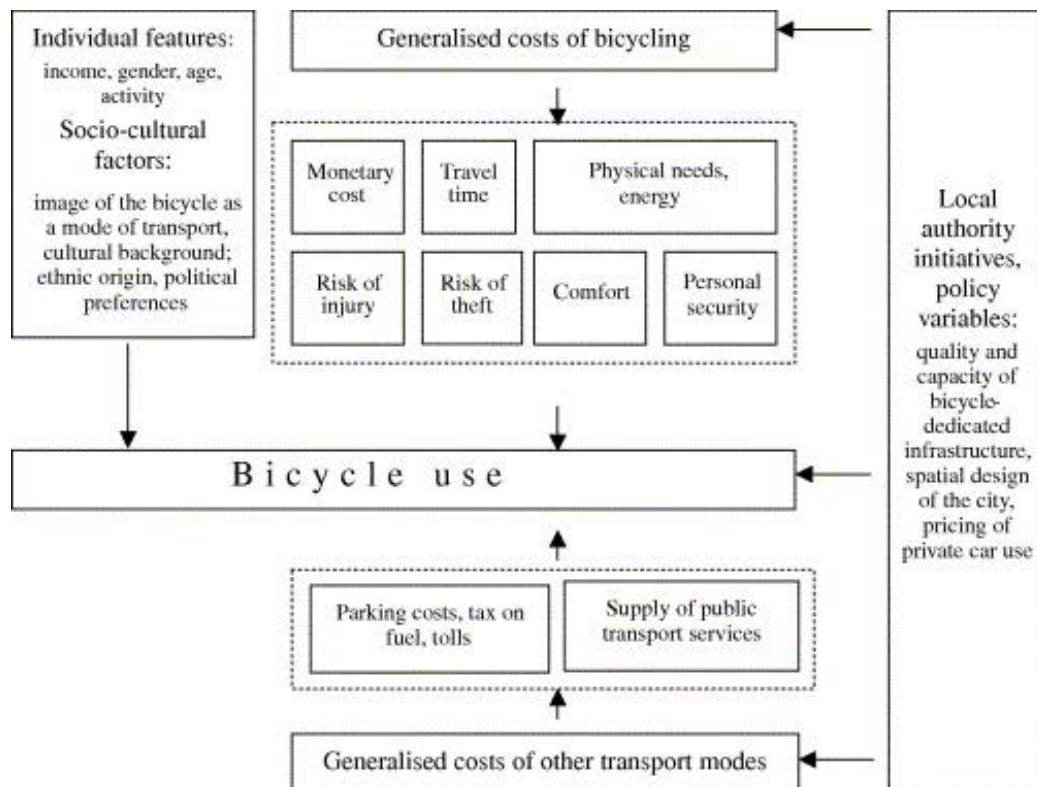 Individual features:
income, gender, age,
activity
Socio-cultural
factors:
image of the bicycle as
a mode of transport,
cultural background;
ethnic origin, political
preferences
Generalised costs of bicycling
Monetary
cost
Travel
time
Physical needs,
energy
Risk of
injury
Risk of
theft
Comfort
Personal
security
Bicycle use
Parking costs, tax on
fuel, tolls
Supply of public
transport services
Generalised costs of other transport modes
Local
authority
initiatives,
policy
variables:
quality and
capacity of
bicycle-
dedicated
infrastructure,
spatial design
of the city,
pricing of
private car use